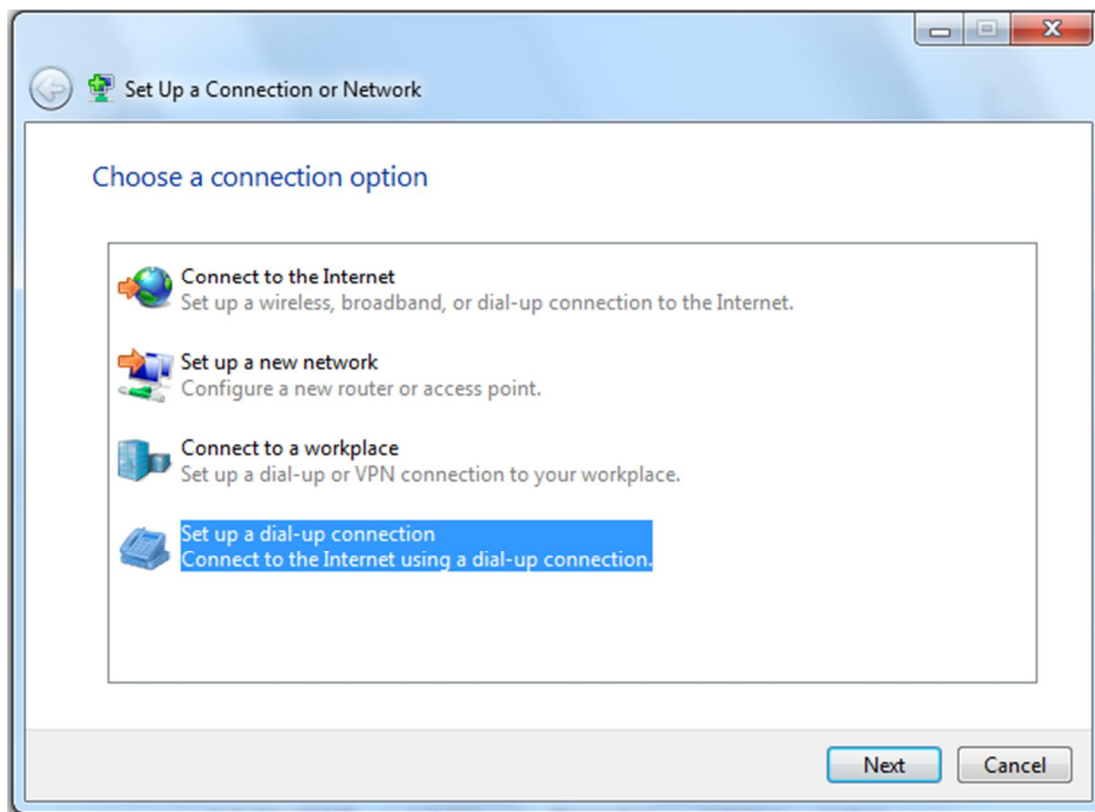 Set Up a Connection or Network
Choose a connection option
Connect to the Internet
Set up a wireless, broadband, or dial-up connection to the Internet.
Set up a new network
Configure a new router or access point.
Connect to a workplace
Set up a dial-up or VPN connection to your workplace.
Set up a dial-up connection
Connect to the Internet using a dial-up connection.
Next
Cancel